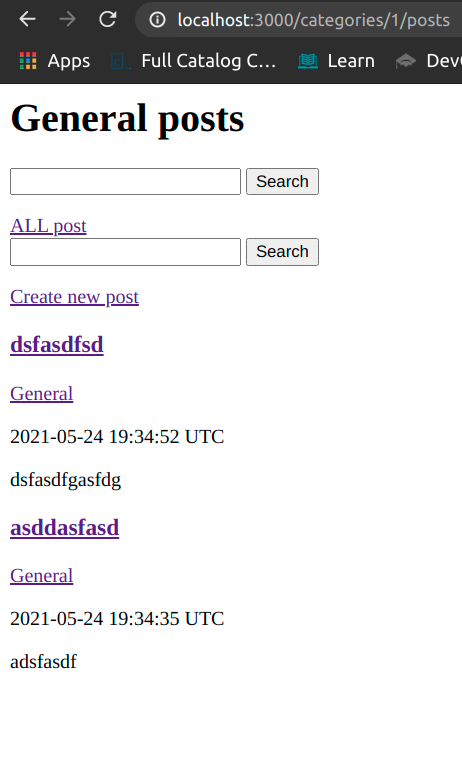 localhost:3000/categories/1/posts
Apps Full Catalog C... Learn Dev
General posts
Search
ALL post
Search
Create new post
dsfasdfsd
General
2021-05-24 19:34:52 UTC
dsfasdfgasfdg
asddasfasd
General
2021-05-24 19:34:35 UTC
adsfasdf